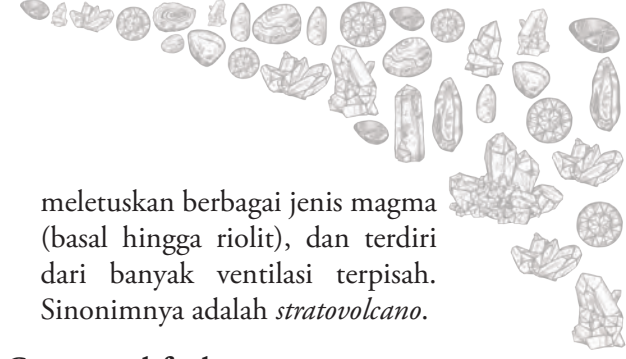 meletuskan berbagai jenis magma
(basal hingga riolit), dan terdiri
dari banyak ventilasi terpisah.
Sinonimnya adalah stratovolcano.